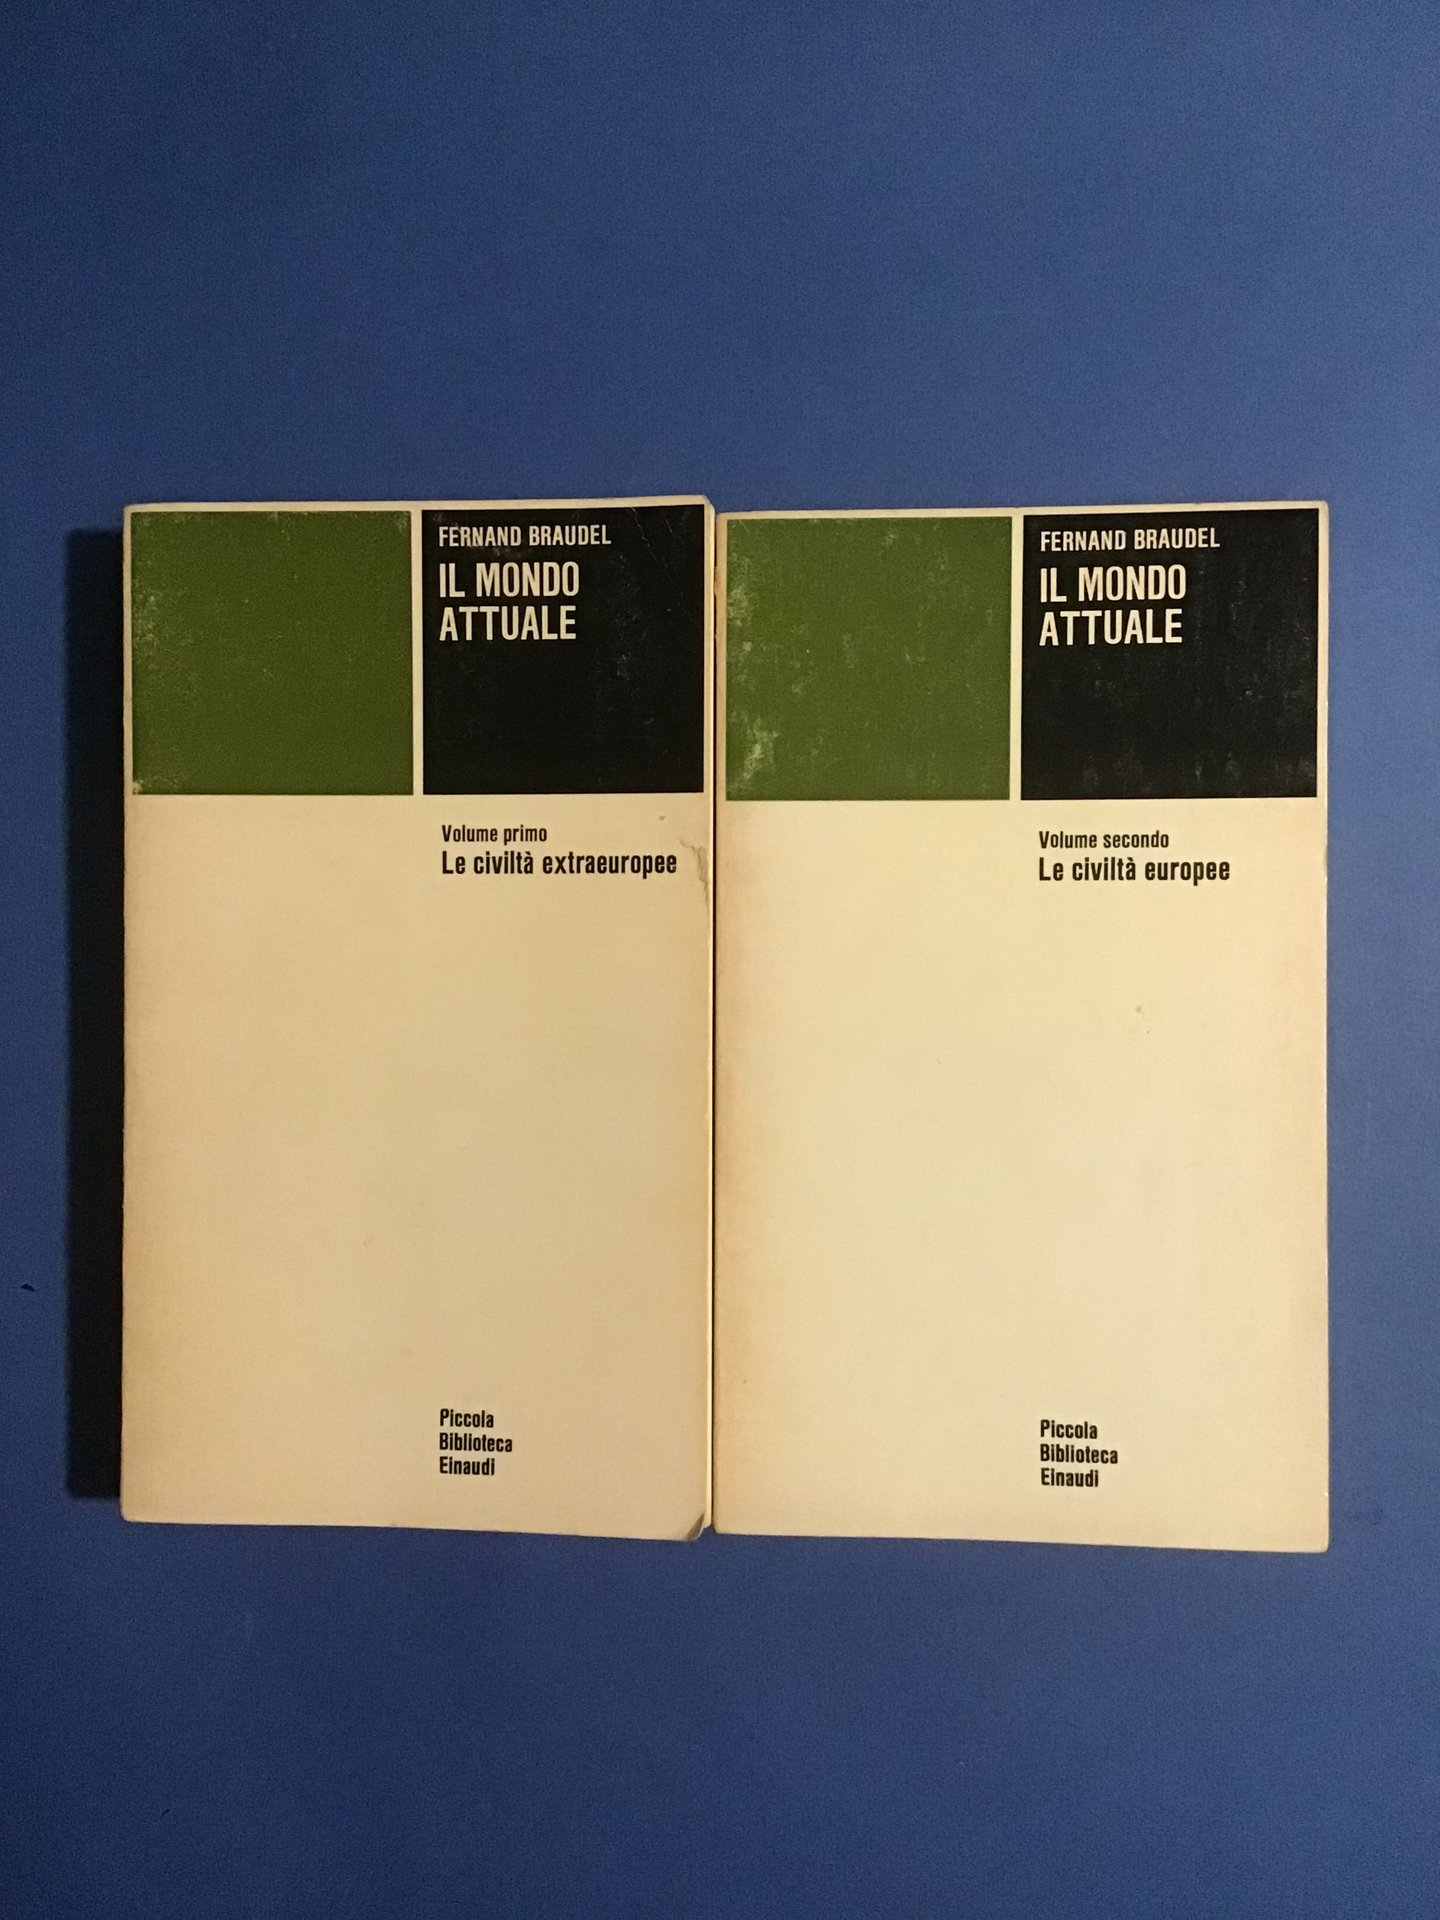 FERNAND BRAUDEL
IL MONDO
ATTUALE
Volume primo
Le civiltà extraeuropee
Piccola
Biblioteca
Einaudi
FERNAND BRAUDEL
IL MONDO
ATTUALE
Volume secondo
Le civiltà europee
Piccola
Biblioteca
Einaudi